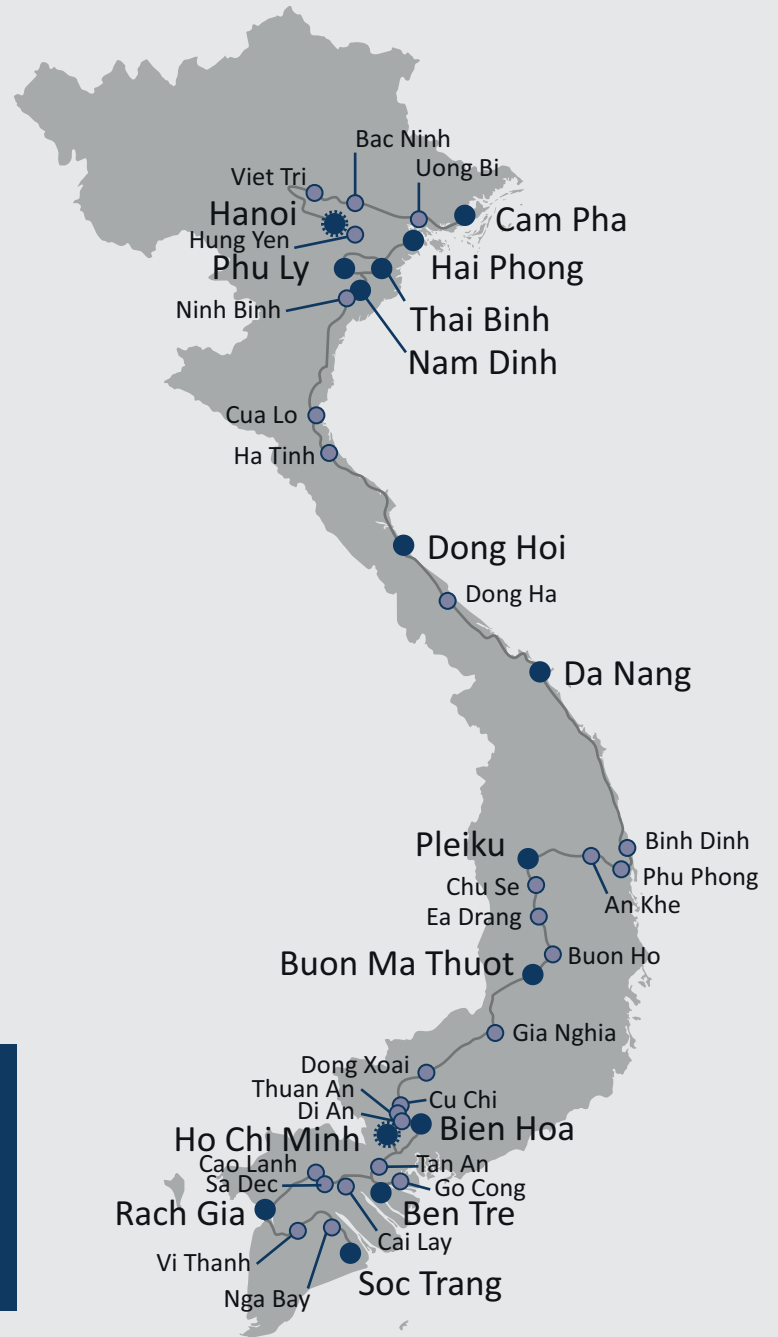 Bac Ninh
Uong Bi
Viet Tri
Hanoi
Cam Pha
Hung Yen
Phu Ly
Hai Phong
Ninh Binh
Thai Binh
Nam Dinh
Cua Lo
Ha Tinh
Dong Hoi
Dong Ha
Da Nang
Pleiku
Binh Dinh
Phu Phong
Chu Se
An Khe
Ea Drang
Buon Ho
Buon Ma Thuot
Gia Nghia
Dong Xoai
Thuan An
Cu Chi
Di An
Bien Hoa
Ho Chi Minh
Cao Lanh
Tan An
Sa Dec
Go Cong
Rach Gia
Ben Tre
Cai Lay
Vi Thanh
Soc Trang
Nga Bay